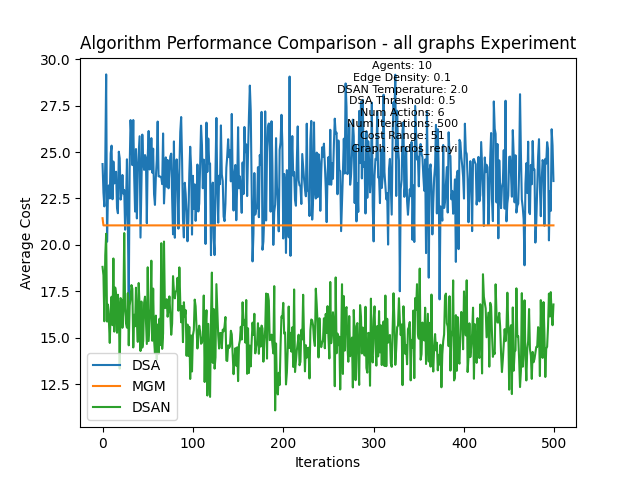 Algorithm Performance Comparison - all graphs Experiment
Agents: 10
Edge Density: 0.1
DSAN Temperature: 2.0
DSA Threshold: 0.5
Num Actions: 6
Num Iterations: 500
Cost Range: 51
Graph: erdos_renyi
30.0
27.5
25.0
22.5
20.0
17.5
15.0
12.5
Average Cost
DSA
MGM
DSAN
0 100 200 300 400 500
Iterations